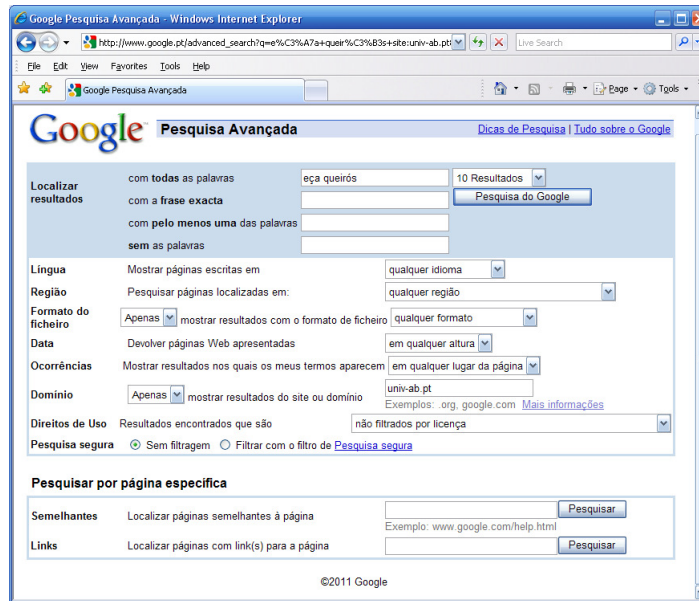 Google Pesquisa Avançada - Windows Internet Explorer
http://www.google.pt/advanced_search?q=e%C3%A7a+queir%C3%B3s+site:univ-ab.pt
Live Search
File Edit View Favorites Tools Help
Google Pesquisa Avançada
Page Tools
Google Pesquisa Avançada
Dicas de Pesquisa | Tudo sobre o Google
Localizar resultados
com todas as palavras eça queirós 10 Resultados
com a frase exacta Pesquisa do Google
com pelo menos uma das palavras
sem as palavras
Língua Mostrar páginas escritas em qualquer idioma
Região Pesquisar páginas localizadas em: qualquer região
Formato do ficheiro Apenas mostrar resultados com o formato de ficheiro qualquer formato
Data Devolver páginas Web apresentadas em qualquer altura
Ocorrências Mostrar resultados nos quais os meus termos aparecem em qualquer lugar da página
Domínio Apenas mostrar resultados do site ou domínio univ-ab.pt
Exemplos: .org, google.com Mais informações
Direitos de Uso Resultados encontrados que são não filtrados por licença
Pesquisa segura Sem filtragem Filtrar com o filtro de Pesquisa segura
Pesquisar por página específica
Semelhantes Localizar páginas semelhantes à página Pesquisar
Exemplo: www.google.com/help.html
Links Localizar páginas com link(s) para a página Pesquisar
©2011 Google